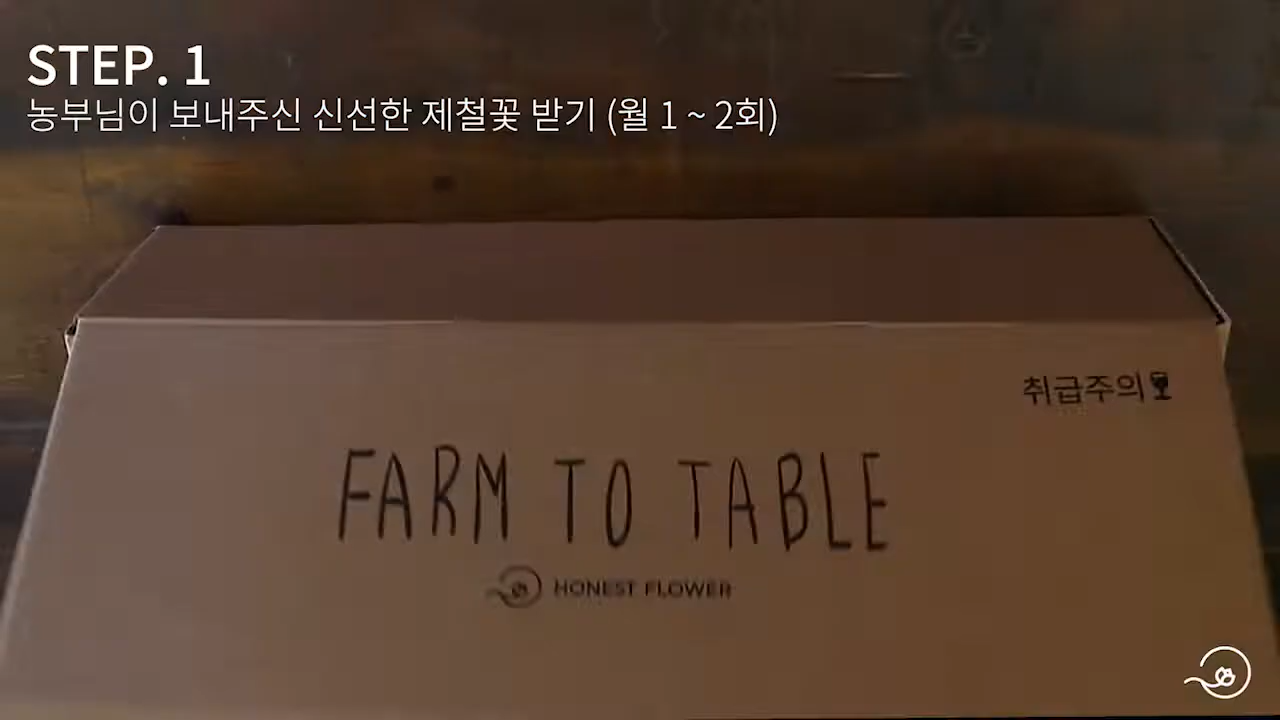 STEP. 1
농부님이 보내주신 신선한 제철꽃 받기 (월 1 ~ 2회)
취급주의
FARM TO TABLE
HONEST FLOWER